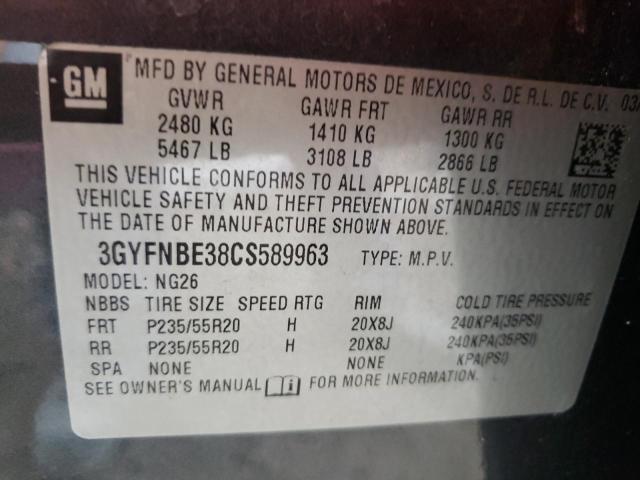 GM
MFD BY GENERAL MOTORS DE MEXICO, S. DE R.L. DE C.V. 03/
GVWR GAWR FRT GAWR RR
2480 KG 1410 KG 1300 KG
5467 LB 3108 LB 2866 LB
THIS VEHICLE CONFORMS TO ALL APPLICABLE U.S. FEDERAL MOTOR
VEHICLE SAFETY AND THEFT PREVENTION STANDARDS IN EFFECT ON
THE DATE OF MANUFACTURE SHOWN ABOVE.
3GYFNBE38CS589963 TYPE: M.P.V.
MODEL: NG26
NBBS TIRE SIZE SPEED RTG RIM COLD TIRE PRESSURE
FRT P235/55R20 H 20X8J 240KPA(35PSI)
RR P235/55R20 H 20X8J 240KPA(35PSI)
SPA NONE NONE KPA(PSI)
SEE OWNER'S MANUAL FOR MORE INFORMATION.